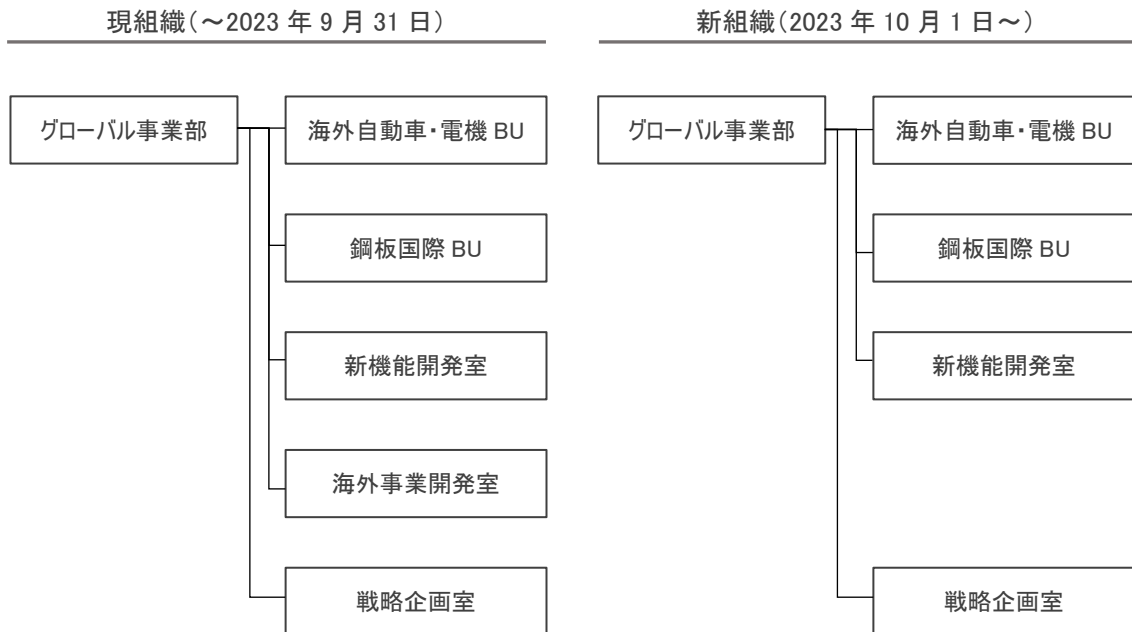 現組織(～2023 年 9 月 31 日)
グローバル事業部
海外自動車・電機 BU
鋼板国際 BU
新機能開発室
海外事業開発室
戦略企画室
新組織(2023 年 10 月 1 日～)
グローバル事業部
海外自動車・電機 BU
鋼板国際 BU
新機能開発室
戦略企画室